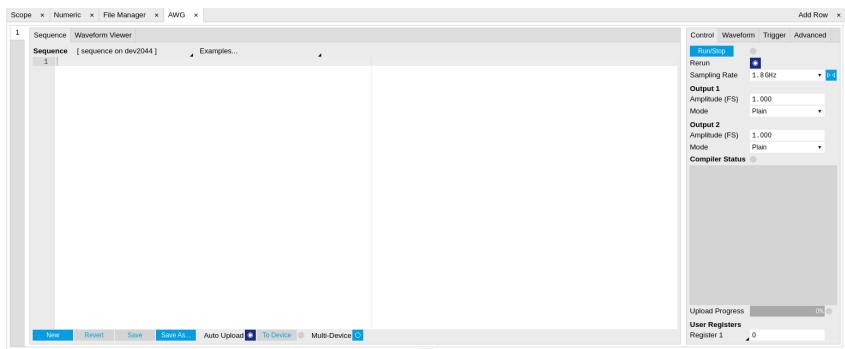 Scope × Numeric × File Manager × AWG × Add Row ×
1 Sequence Waveform Viewer Control Waveform Trigger Advanced
Sequence [ sequence on dev2044 ] Examples... Run/Stop
1
Rerun
Sampling Rate 1.8 GHz
Output 1
Amplitude (FS) 1.000
Mode Plain
Output 2
Amplitude (FS) 1.000
Mode Plain
Compiler Status
Upload Progress 0%
User Registers
New Revert Save Save As... Auto Upload To Device Multi-Device Register 1 0